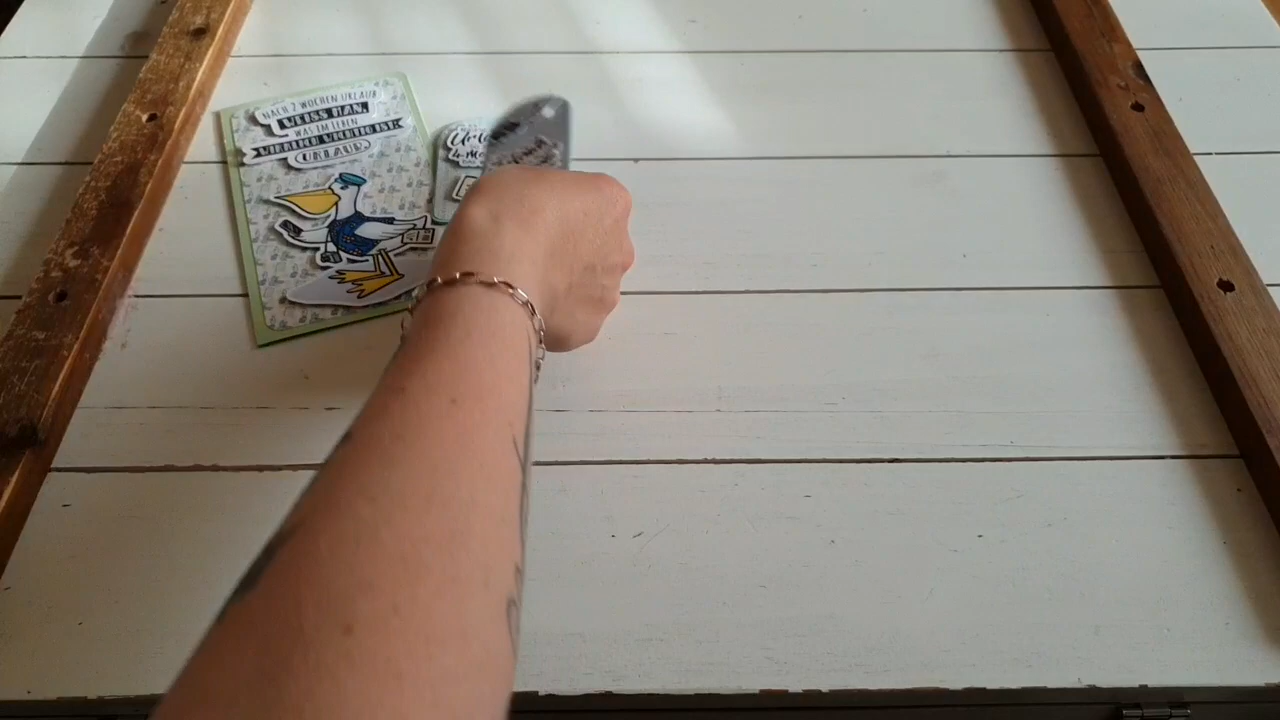 NACH 2 WOCHEN URLAUB
WEISS MAN,
WAS IM LEBEN
WIRKLICH WICHTIG IST:
URLAUB.